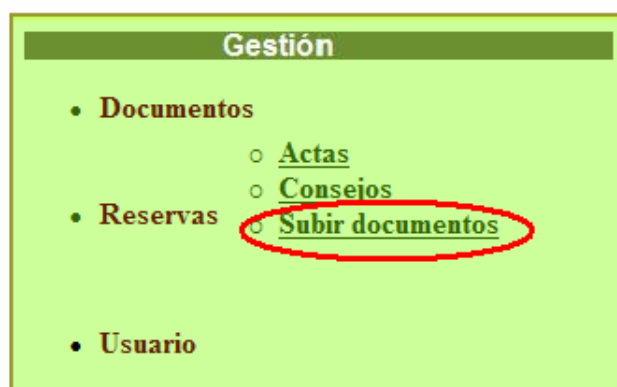 Gestión
Documentos
Actas
Consejos
Reservas
Subir documentos
Usuario